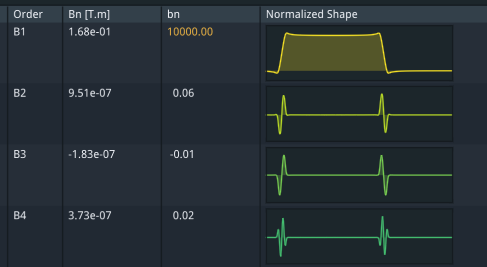 Order Bn [T.m] bn Normalized Shape
B1 1.68e-01 10000.00
B2 9.51e-07 0.06
B3 -1.83e-07 -0.01
B4 3.73e-07 0.02